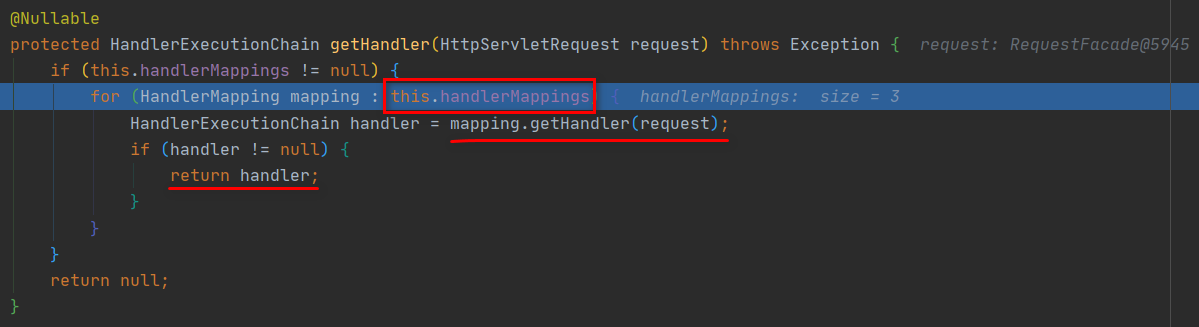 @Nullable
protected HandlerExecutionChain getHandler(HttpServletRequest request) throws Exception {  request: RequestFacade@5945
    if (this.handlerMappings != null) {
        for (HandlerMapping mapping : this.handlerMappings) {  handlerMappings:  size = 3
            HandlerExecutionChain handler = mapping.getHandler(request);
            if (handler != null) {
                return handler;
            }
        }
    }
    return null;
}